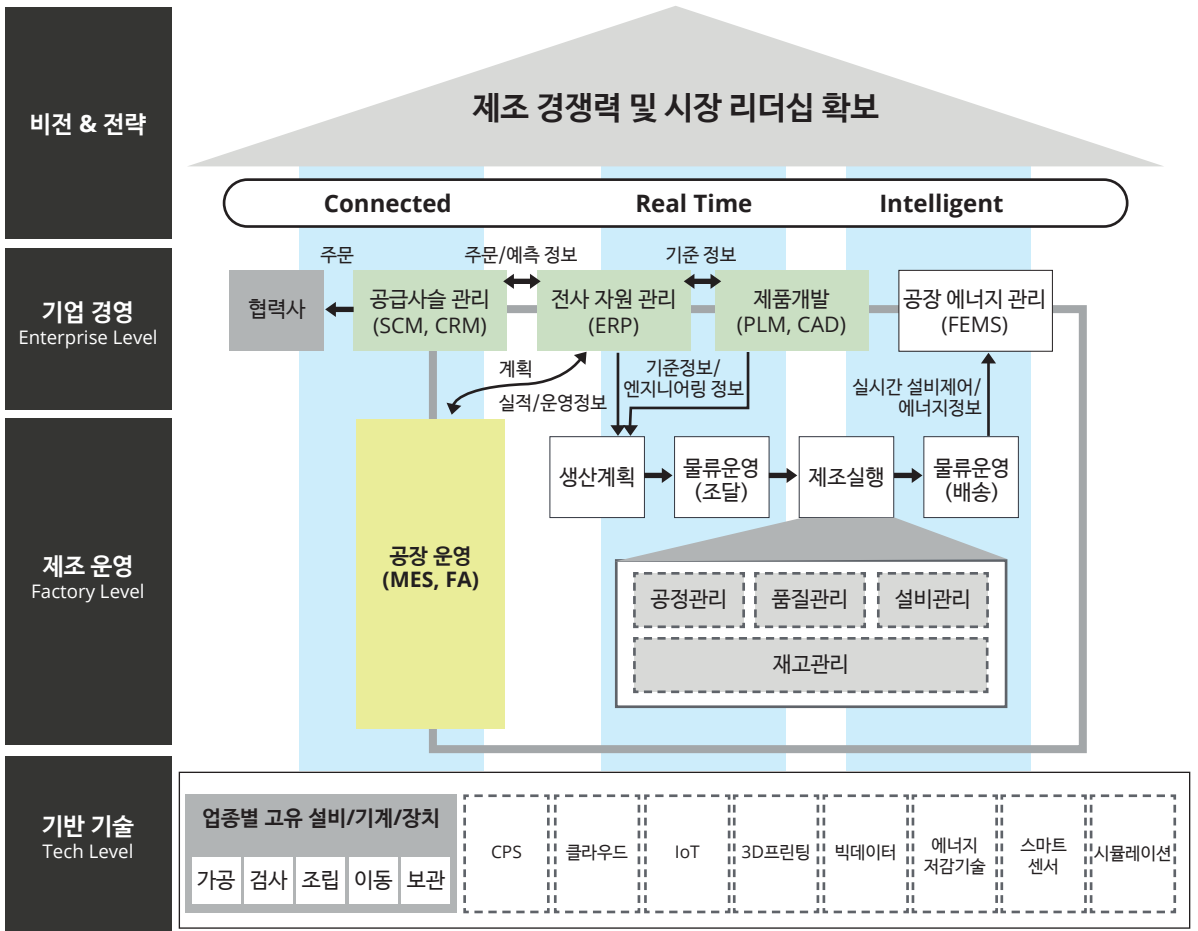 비전 & 전략
제조 경쟁력 및 시장 리더십 확보
Connected
Real Time
Intelligent
기업 경영
Enterprise Level
주문
주문/예측 정보
기준 정보
협력사
공급사슬 관리
(SCM, CRM)
전사 자원 관리
(ERP)
제품개발
(PLM, CAD)
공장 에너지 관리
(FEMS)
계획
실적/운영정보
기준정보/
엔지니어링 정보
실시간 설비제어/
에너지정보
제조 운영
Factory Level
공장 운영
(MES, FA)
생산계획
물류운영
(조달)
제조실행
물류운영
(배송)
공정관리
품질관리
설비관리
재고관리
기반 기술
Tech Level
업종별 고유 설비/기계/장치
가공
검사
조립
이동
보관
CPS
클라우드
IoT
3D프린팅
빅데이터
에너지
저감기술
스마트
센서
시뮬레이션